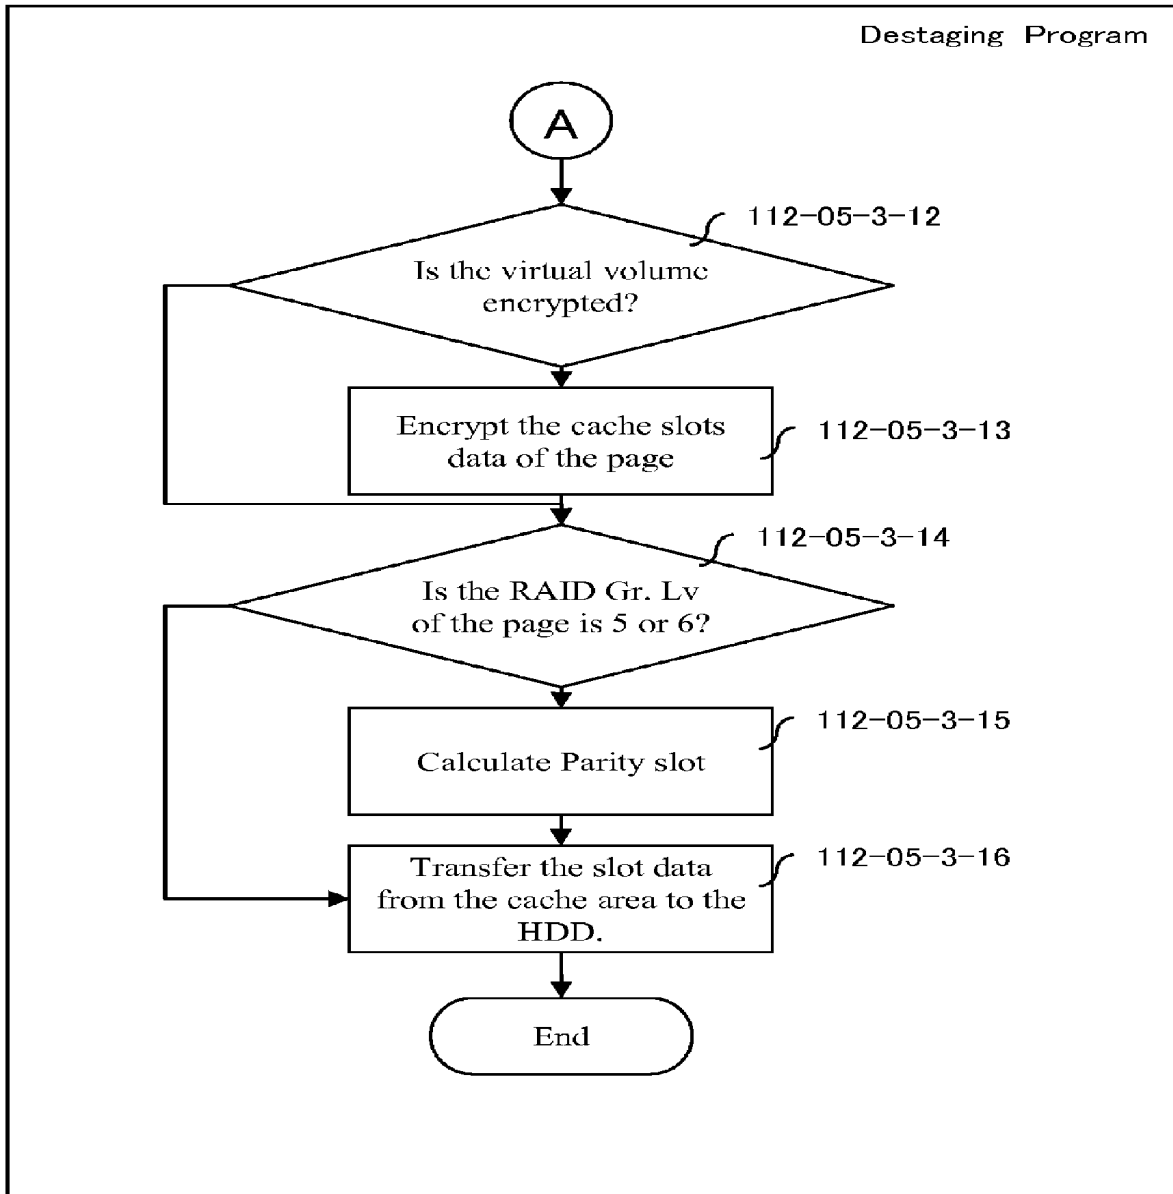 Destaging Program
A
112-05-3-12
Is the virtual volume
encrypted?
Encrypt the cache slots
data of the page
112-05-3-13
112-05-3-14
Is the RAID Gr. Lv
of the page is 5 or 6?
112-05-3-15
Calculate Parity slot
112-05-3-16
Transfer the slot data
from the cache area to the
HDD.
End